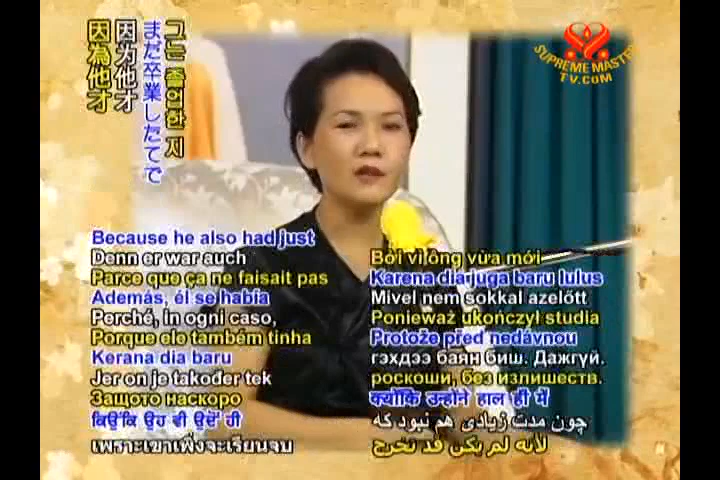 그는 졸업한 지
まだ卒業したてで
因为他才
因為他才
SUPREME MASTER
TV.COM
Because he also had just
Denn er war auch
Parce que ça ne faisait pas
Además, él se había
Perché, in ogni caso,
Porque ele também tinha
Kerana dia baru
Jer on je također tek
Защото наскоро
ਕਿਉਂਕਿ ਉਹ ਵੀ ਉਦੋਂ ਹੀ
เพราะเขาเพิ่งจะเรียนจบ
Bởi vì ông vừa mới
Karena dia juga baru lulus
Mivel nem sokkal azelőtt
Ponieważ ukończył studia
Protože před nedávnou
гэхдээ баян биш. Дажгүй.
роскоши, без излишеств.
क्योंकि उन्होंने हाल ही में
چون مدت زیادی هم نبود که
لأنه لم يكن قد تخرج